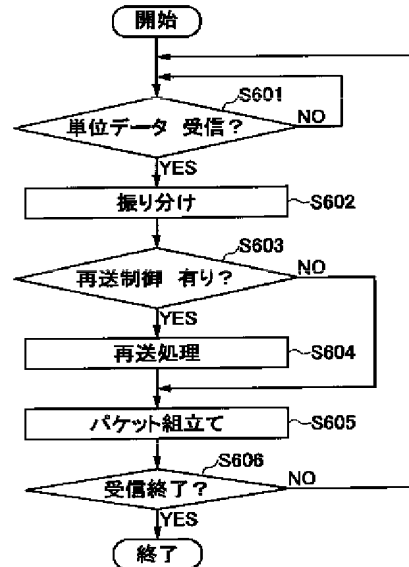 開始
S601
単位データ 受信?
NO
YES
振り分け
S602
S603
再送制御 有り?
NO
YES
再送処理
S604
パケット組立て
S605
S606
受信終了?
NO
YES
終了